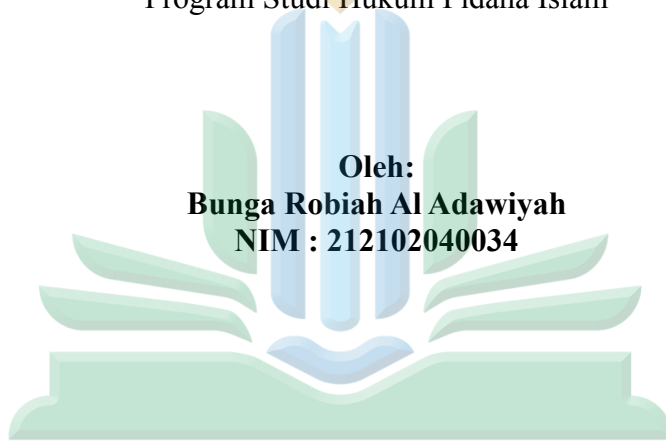 Program Studi Hukum Pidana Islam
Oleh:
Bunga Robiah Al Adawiyah
NIM : 212102040034